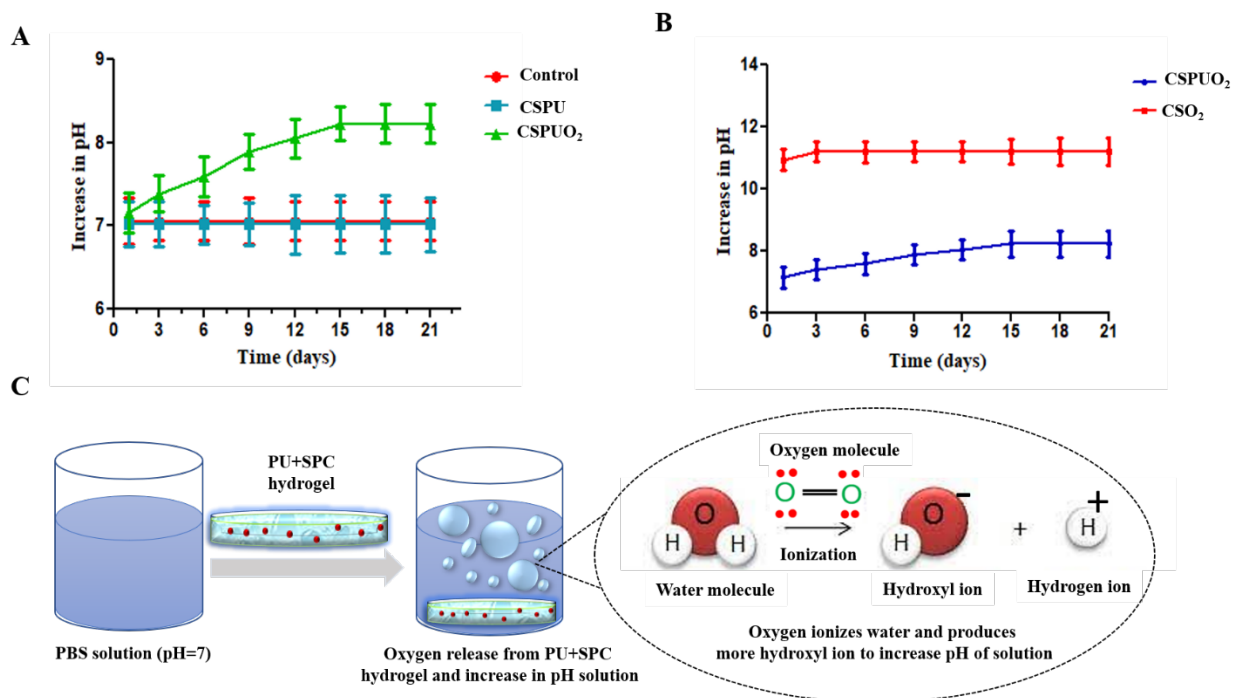 A
Increase in pH
9
8
7
6
0 3 6 9 12 15 18 21
Time (days)
Control
CSPU
CSPUO₂
B
Increase in pH
14
12
10
8
6
0 3 6 9 12 15 18 21
Time (days)
CSPUO₂
CSO₂
C
PU+SPC
hydrogel
PBS solution (pH=7)
Oxygen release from PU+SPC
hydrogel and increase in pH solution
Oxygen molecule
O O
O
H H
Ionization
O -
H
+
H +
Water molecule
Hydroxyl ion
Hydrogen ion
Oxygen ionizes water and produces
more hydroxyl ion to increase pH of solution